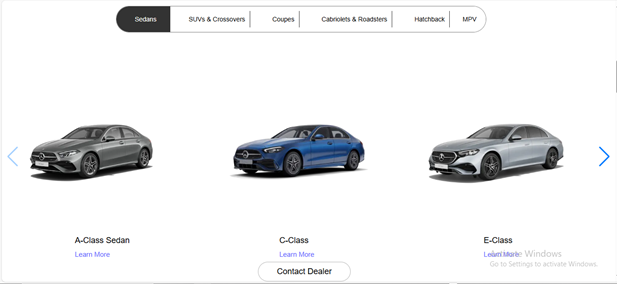 Sedans SUVs & Crossovers Coupes Cabriolets & Roadsters Hatchback MPV
A-Class Sedan C-Class E-Class
Learn More Learn More Learn More
Activate Windows
Go to Settings to activate Windows.
Contact Dealer